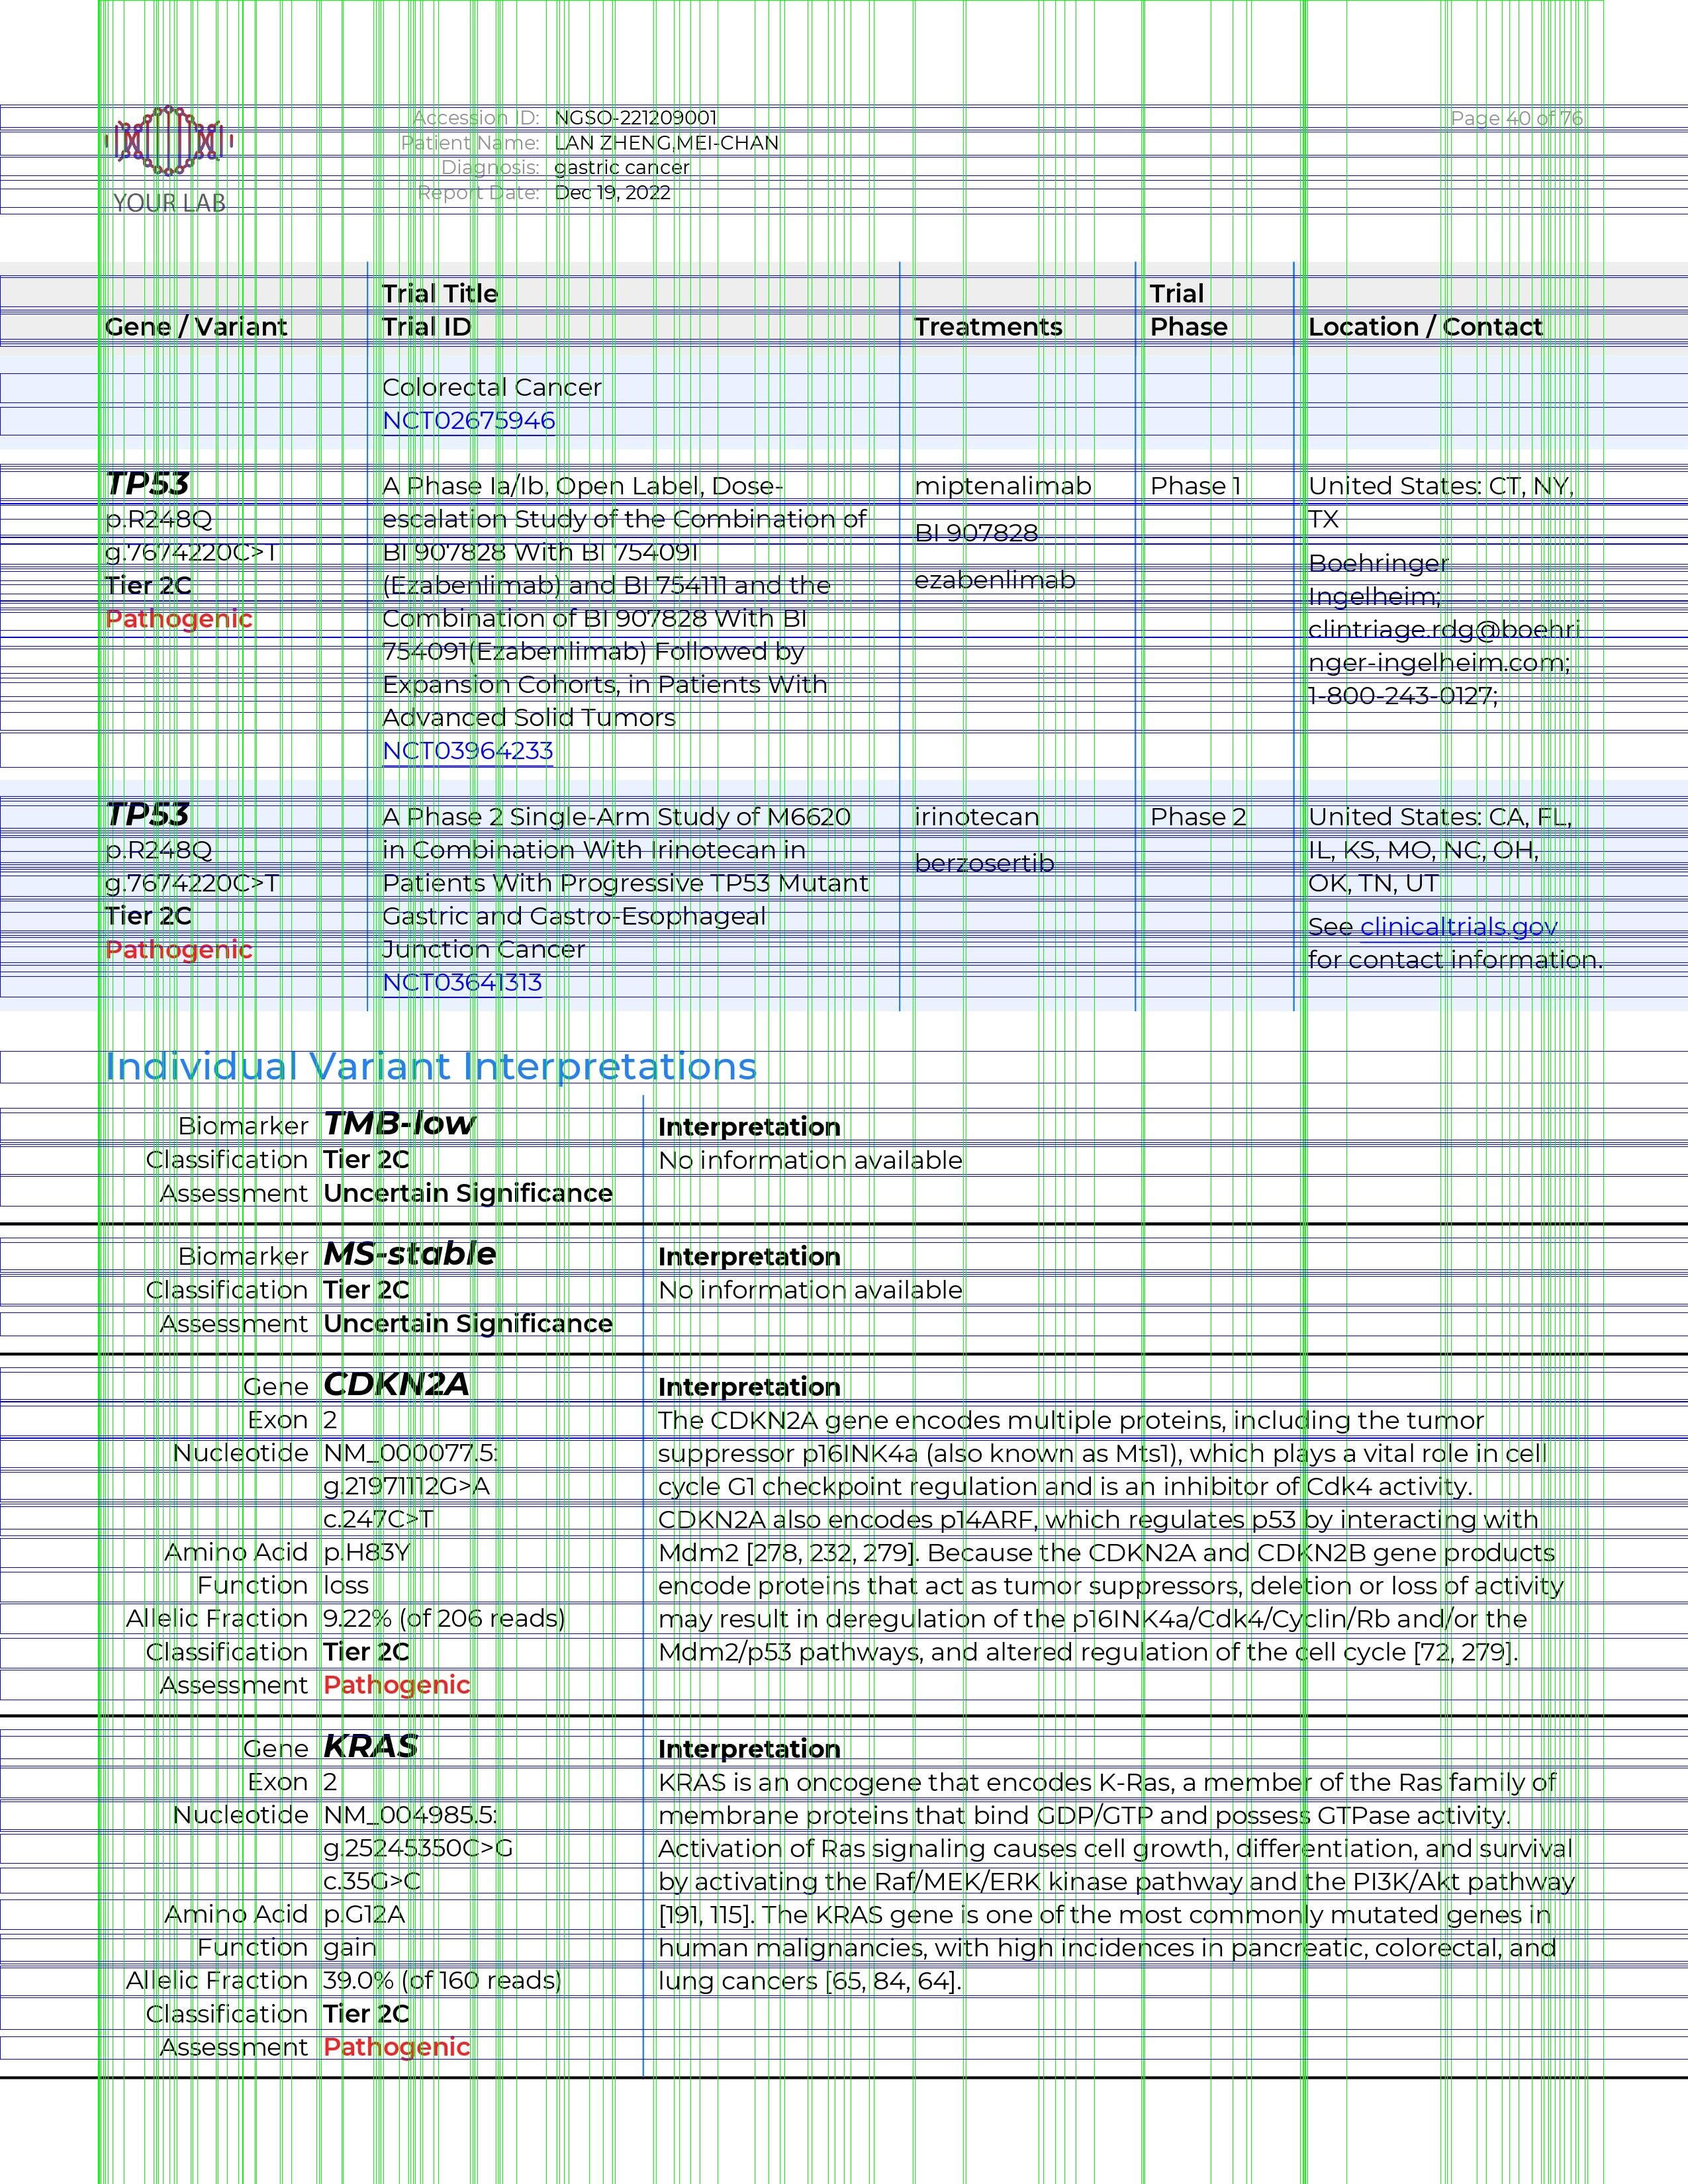 YOUR LAB
Accession ID: NGSO-221209001
Patient Name: LAN ZHENG,MEI-CHAN
Diagnosis: gastric cancer
Report Date: Dec 19, 2022
Page 40 of 76
Gene / Variant
Trial Title
Trial ID
Treatments
Trial
Phase
Location / Contact
Colorectal Cancer
NCT02675946
TP53
p.R248Q
g.7674220C>T
Tier 2C
Pathogenic
A Phase Ia/Ib, Open Label, Dose-
escalation Study of the Combination of
BI 907828 With BI 754091
(Ezabenlimab) and BI 754111 and the
Combination of BI 907828 With BI
754091(Ezabenlimab) Followed by
Expansion Cohorts, in Patients With
Advanced Solid Tumors
NCT03964233
miptenalimab
BI 907828
ezabenlimab
Phase 1
United States: CT, NY,
TX
Boehringer
Ingelheim;
clintriage.rdg@boehri
nger-ingelheim.com;
1-800-243-0127;
TP53
p.R248Q
g.7674220C>T
Tier 2C
Pathogenic
A Phase 2 Single-Arm Study of M6620
in Combination With Irinotecan in
Patients With Progressive TP53 Mutant
Gastric and Gastro-Esophageal
Junction Cancer
NCT03641313
irinotecan
berzosertib
Phase 2
United States: CA, FL,
IL, KS, MO, NC, OH,
OK, TN, UT
See clinicaltrials.gov
for contact information.
Individual Variant Interpretations
Biomarker TMB-low
Classification Tier 2C
Assessment Uncertain Significance
Interpretation
No information available
Biomarker MS-stable
Classification Tier 2C
Assessment Uncertain Significance
Interpretation
No information available
Gene CDKN2A
Exon 2
Nucleotide NM_000077.5:
g.21971112G>A
c.247C>T
Amino Acid p.H83Y
Function loss
Allelic Fraction 9.22% (of 206 reads)
Classification Tier 2C
Assessment Pathogenic
Interpretation
The CDKN2A gene encodes multiple proteins, including the tumor
suppressor p16INK4a (also known as Mts1), which plays a vital role in cell
cycle G1 checkpoint regulation and is an inhibitor of Cdk4 activity.
CDKN2A also encodes p14ARF, which regulates p53 by interacting with
Mdm2 [278, 232, 279]. Because the CDKN2A and CDKN2B gene products
encode proteins that act as tumor suppressors, deletion or loss of activity
may result in deregulation of the p16INK4a/Cdk4/Cyclin/Rb and/or the
Mdm2/p53 pathways, and altered regulation of the cell cycle [72, 279].
Gene KRAS
Exon 2
Nucleotide NM_004985.5:
g.25245350C>G
c.35G>C
Amino Acid p.G12A
Function gain
Allelic Fraction 39.0% (of 160 reads)
Classification Tier 2C
Assessment Pathogenic
Interpretation
KRAS is an oncogene that encodes K-Ras, a member of the Ras family of
membrane proteins that bind GDP/GTP and possess GTPase activity.
Activation of Ras signaling causes cell growth, differentiation, and survival
by activating the Raf/MEK/ERK kinase pathway and the PI3K/Akt pathway
[191, 115]. The KRAS gene is one of the most commonly mutated genes in
human malignancies, with high incidences in pancreatic, colorectal, and
lung cancers [65, 84, 64].